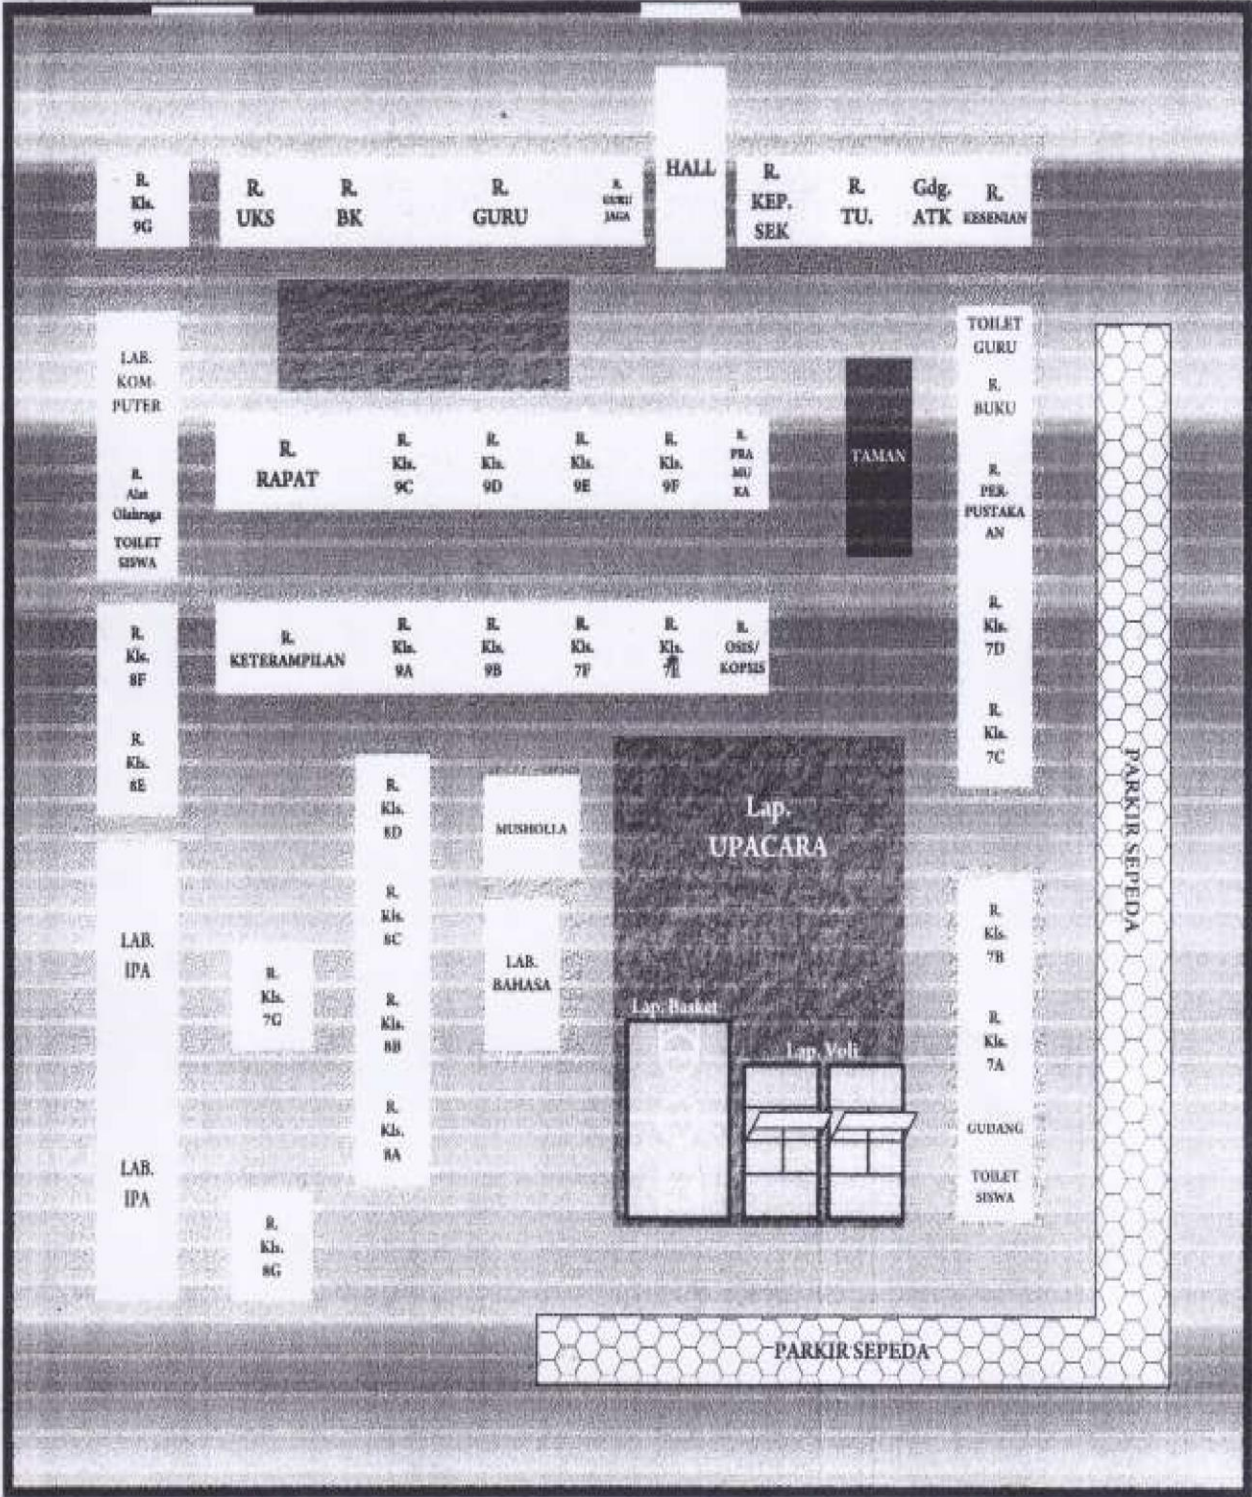 R.
Kls.
9G
R.
UKS
R.
BK
R.
GURU
R.
GURU
JAGA
HALL
R.
KEP.
SEK
R.
TU.
Gdg.
ATK
R.
KESENIAN
LAB.
KOM-
PUTER
R.
Alat
Olahraga
TOILET
SISWA
R.
RAPAT
R.
Kls.
9C
R.
Kls.
9D
R.
Kls.
9E
R.
Kls.
9F
R.
PRA
MU
KA
TAMAN
TOILET
GURU
R.
BUKU
R.
PER-
PUSTAKA
AN
R.
Kls.
7D
R.
Kls.
7C
R.
Kls.
8F
R.
Kls.
8E
R.
KETERAMPILAN
R.
Kls.
9A
R.
Kls.
9B
R.
Kls.
7F
R.
Kls.
7E
R.
OSIS/
KOPSIS
R.
Kls.
8D
R.
Kls.
8C
R.
Kls.
8B
R.
Kls.
8A
MUSHOLLA
LAB.
BAHASA
Lap.
UPACARA
Lap. Basket
Lap. Voli
LAB.
IPA
R.
Kls.
7G
LAB.
IPA
R.
Kls.
8G
R.
Kls.
7B
R.
Kls.
7A
GUDANG
TOILET
SISWA
PARKIR SEPEDA
PARKIR SEPEDA